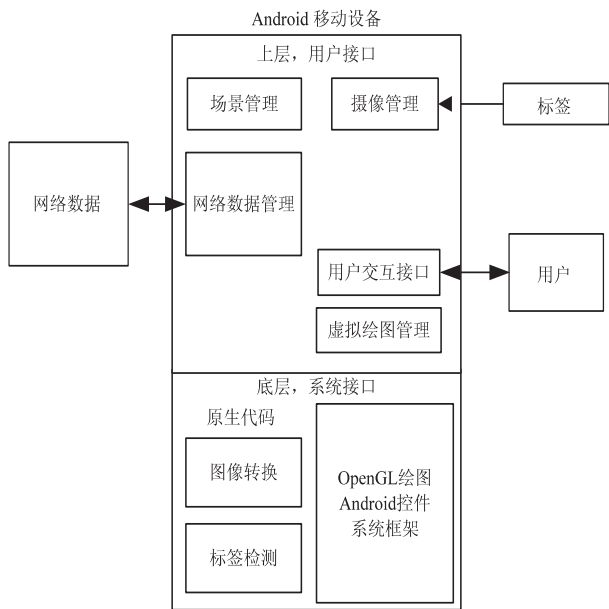 Android 移动设备
上层，用户接口
场景管理
摄像管理
标签
网络数据
网络数据管理
用户交互接口
用户
虚拟绘图管理
底层，系统接口
原生代码
图像转换
OpenGL绘图
Android控件
系统框架
标签检测